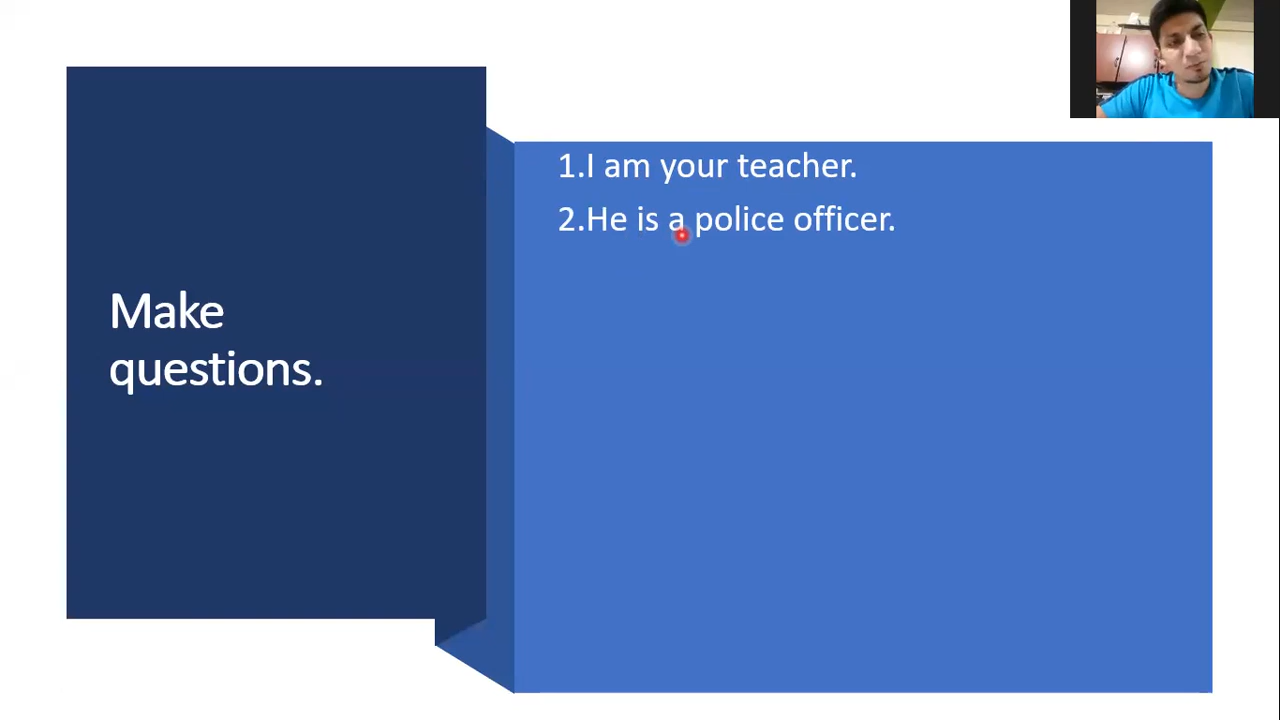 Make
questions.
1.I am your teacher.
2.He is a police officer.